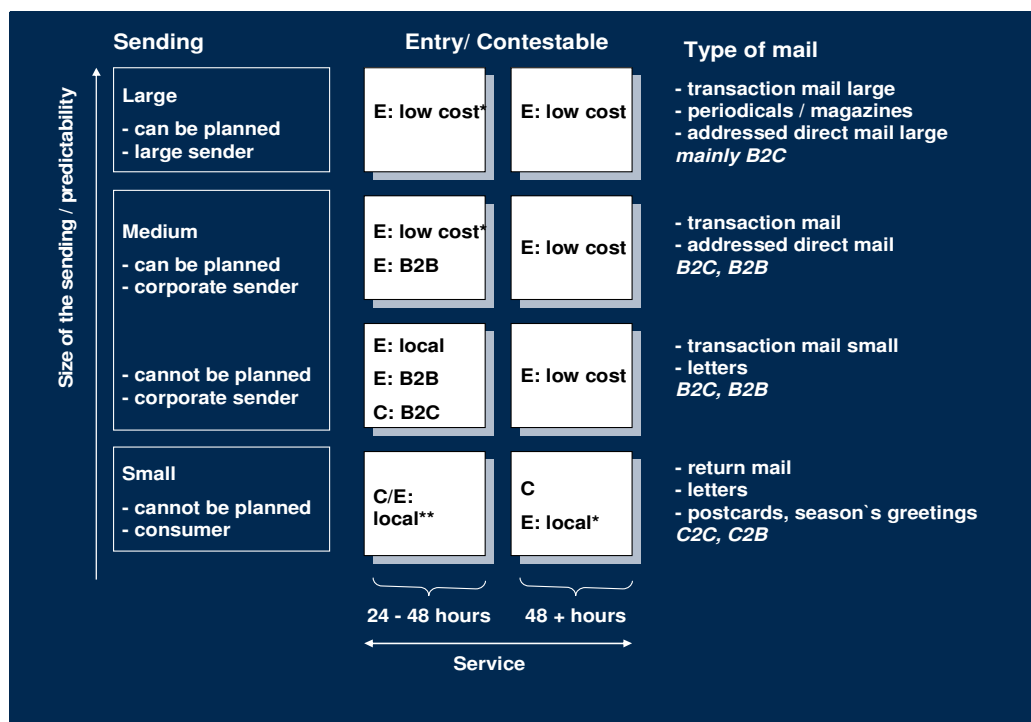 Sending
Entry/ Contestable
Type of mail
Size of the sending / predictability
Large
- can be planned
- large sender
E: low cost*
E: low cost
- transaction mail large
- periodicals / magazines
- addressed direct mail large
mainly B2C
Medium
- can be planned
- corporate sender
E: low cost*
E: B2B
E: low cost
- transaction mail
- addressed direct mail
B2C, B2B
- cannot be planned
- corporate sender
E: local
E: B2B
C: B2C
E: low cost
- transaction mail small
- letters
B2C, B2B
Small
- cannot be planned
- consumer
C/E:
local**
C
E: local*
- return mail
- letters
- postcards, season`s greetings
C2C, C2B
24 - 48 hours
48 + hours
Service